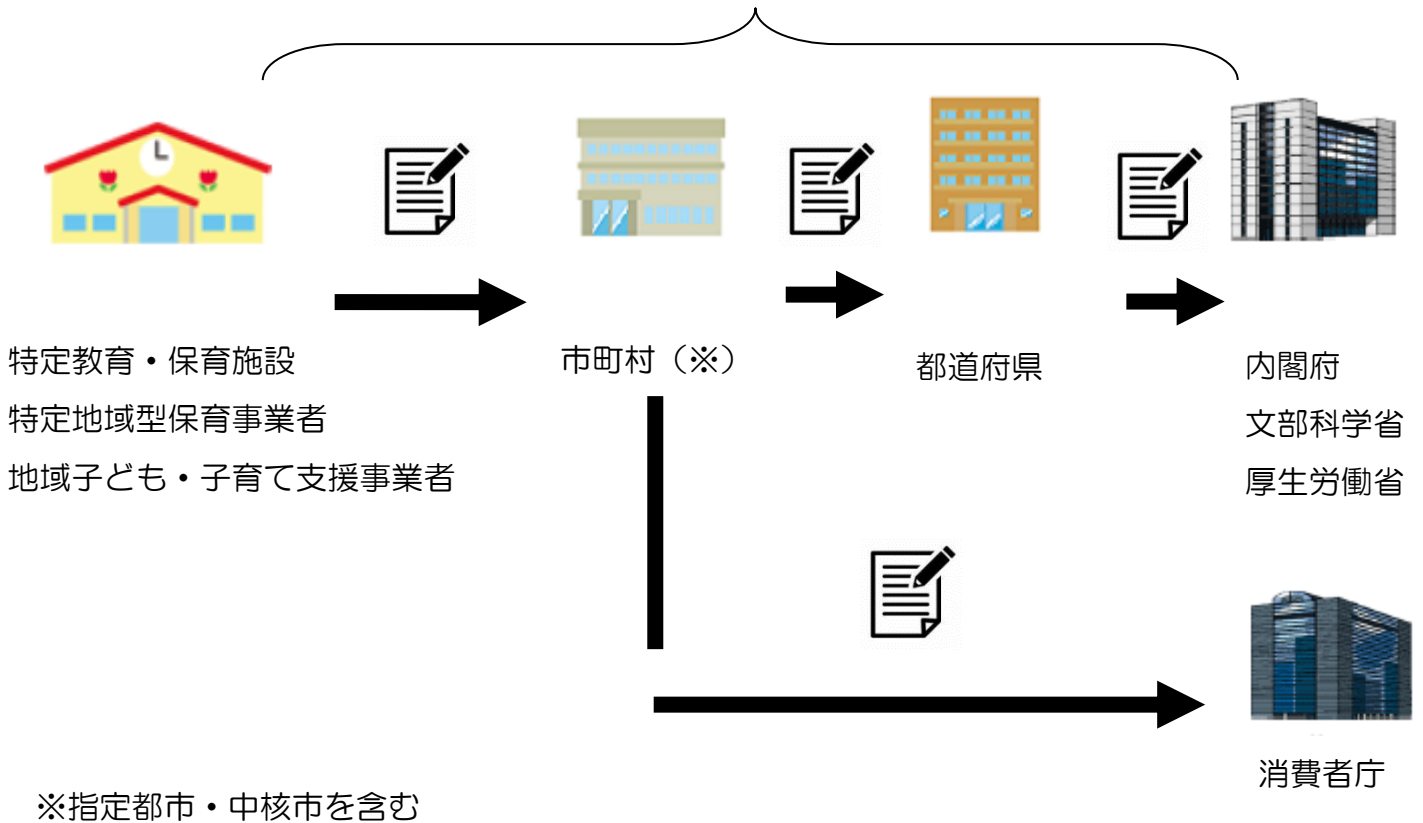 特定教育・保育施設
特定地域型保育事業者
地域子ども・子育て支援事業者
市町村（※）
都道府県
内閣府
文部科学省
厚生労働省
消費者庁
※指定都市・中核市を含む